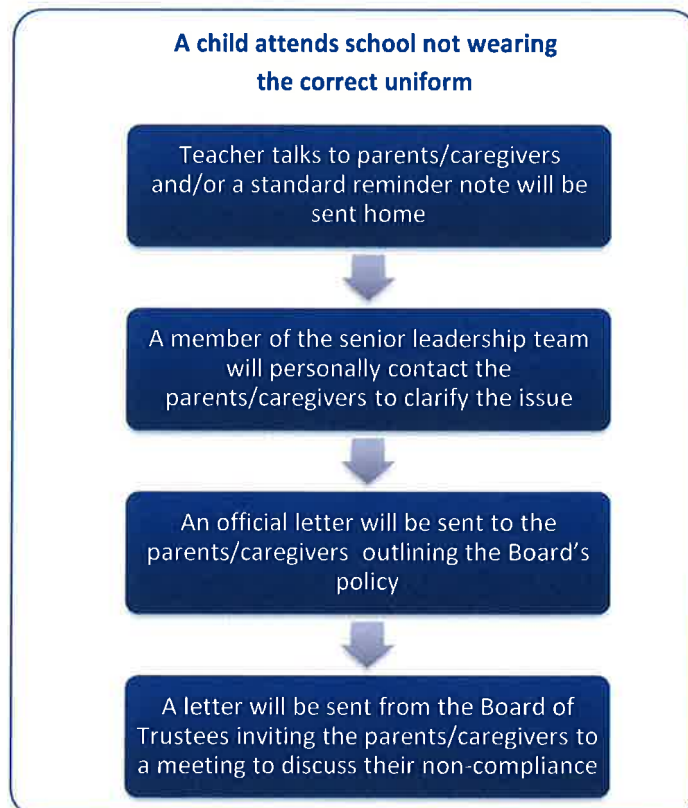 A child attends school not wearing
the correct uniform
Teacher talks to parents/caregivers
and/or a standard reminder note will be
sent home
A member of the senior leadership team
will personally contact the
parents/caregivers to clarify the issue
An official letter will be sent to the
parents/caregivers outlining the Board's
policy
A letter will be sent from the Board of
Trustees inviting the parents/caregivers to
a meeting to discuss their non-compliance